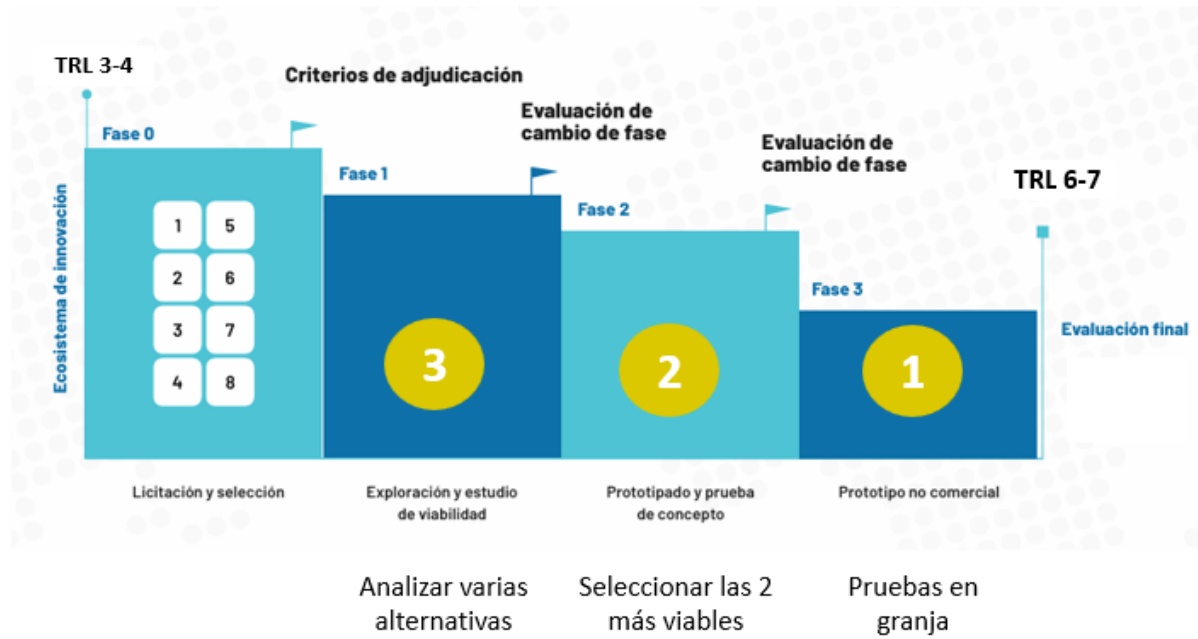 TRL 3-4
Criterios de adjudicación
Evaluación de
cambio de fase
Evaluación de
cambio de fase
TRL 6-7
Fase 0
Fase 1
Fase 2
Fase 3
Ecosistema de innovación
1
5
2
6
3
7
4
8
3
2
1
Evaluación final
Licitación y selección
Exploración y estudio
de viabilidad
Prototipado y prueba
de concepto
Prototipo no comercial
Analizar varias
alternativas
Seleccionar las 2
más viables
Pruebas en
granja